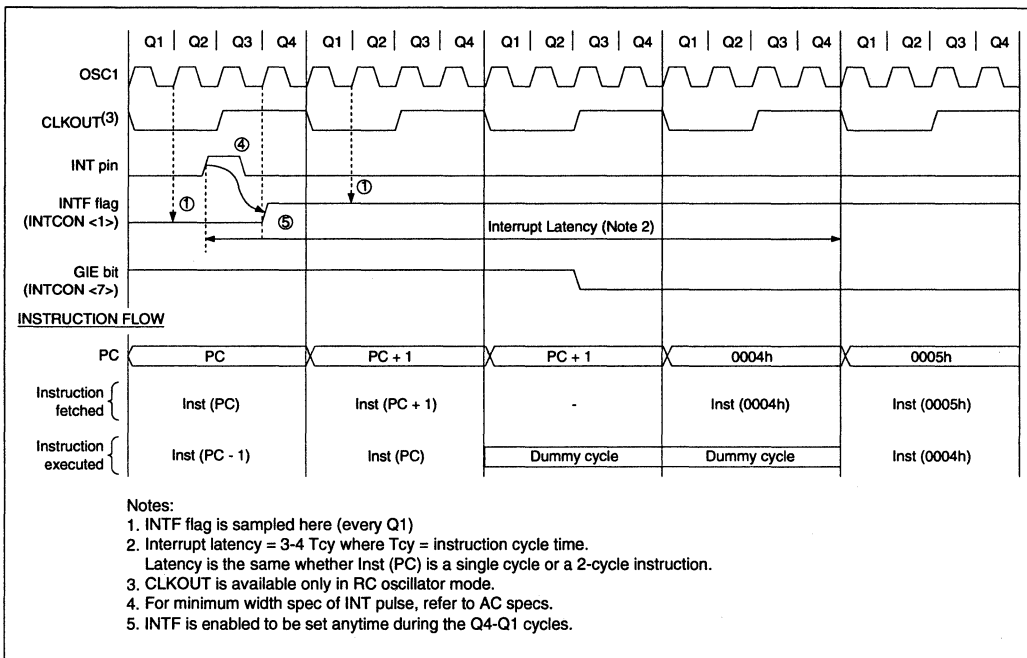 Q1 | Q2 | Q3 | Q4 Q1 | Q2 | Q3 | Q4 Q1 | Q2 | Q3 | Q4 Q1 | Q2 | Q3 | Q4 Q1 | Q2 | Q3 | Q4
OSC1
CLKOUT(3)
④
INT pin
① ①
INTF flag
(INTCON <1>)
⑤
Interrupt Latency (Note 2)
GIE bit
(INTCON <7>)
INSTRUCTION FLOW
PC PC PC + 1 PC + 1 0004h 0005h
Instruction
fetched
Inst (PC) Inst (PC + 1) - Inst (0004h) Inst (0005h)
Instruction
executed
Inst (PC - 1) Inst (PC) Dummy cycle Dummy cycle Inst (0004h)
Notes:
1. INTF flag is sampled here (every Q1)
2. Interrupt latency = 3-4 Tcy where Tcy = instruction cycle time.
Latency is the same whether Inst (PC) is a single cycle or a 2-cycle instruction.
3. CLKOUT is available only in RC oscillator mode.
4. For minimum width spec of INT pulse, refer to AC specs.
5. INTF is enabled to be set anytime during the Q4-Q1 cycles.